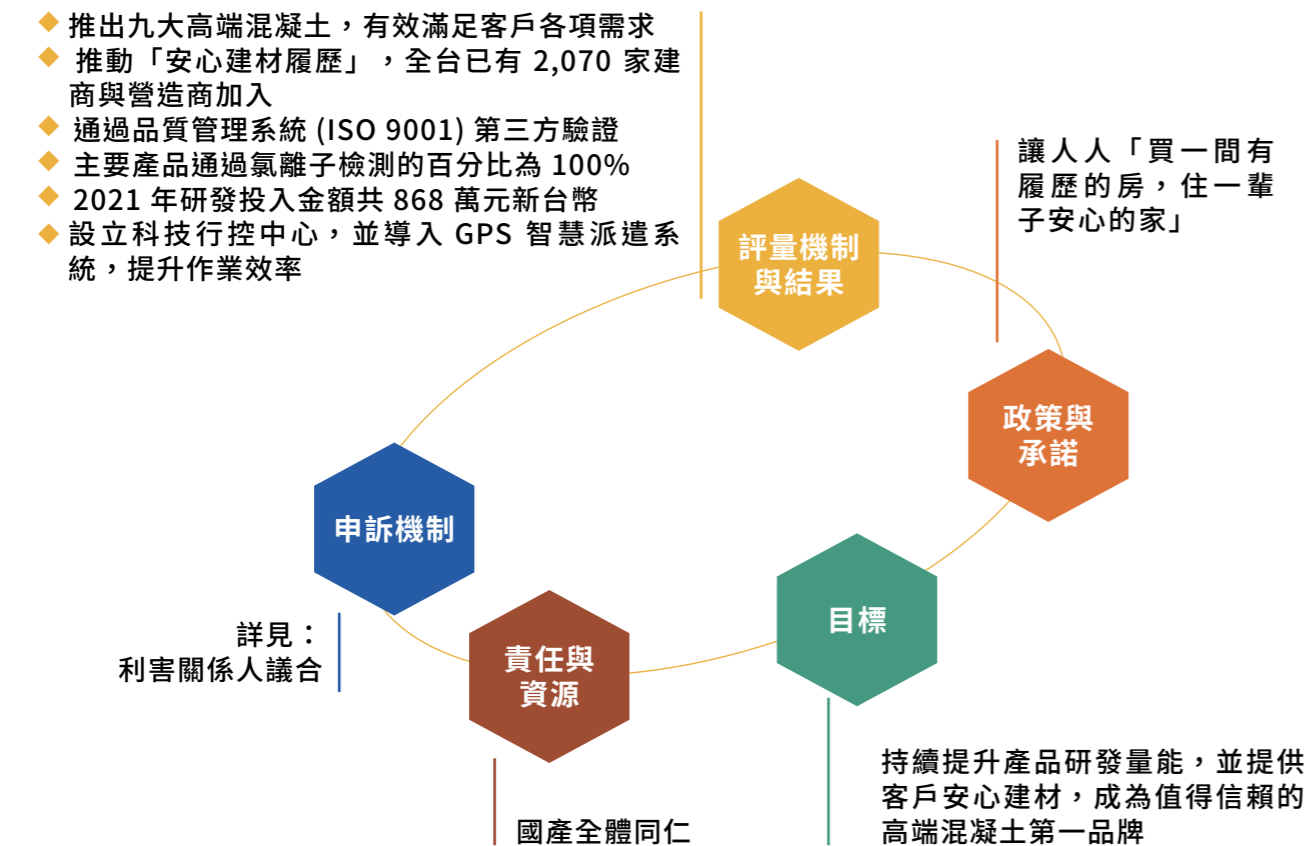 ◆ 推出九大高端混凝土，有效滿足客戶各項需求
◆ 推動「安心建材履歷」，全台已有 2,070 家建
商與營造商加入
◆ 通過品質管理系統 (ISO 9001) 第三方驗證
◆ 主要產品通過氯離子檢測的百分比為 100%
◆ 2021 年研發投入金額共 868 萬元新台幣
◆ 設立科技行控中心，並導入 GPS 智慧派遣系
統，提升作業效率
評量機制
與結果
讓人人「買一間有
履歷的房，住一輩
子安心的家」
政策與
承諾
目標
持續提升產品研發量能，並提供
客戶安心建材，成為值得信賴的
高端混凝土第一品牌
責任與
資源
國產全體同仁
申訴機制
詳見：
利害關係人議合